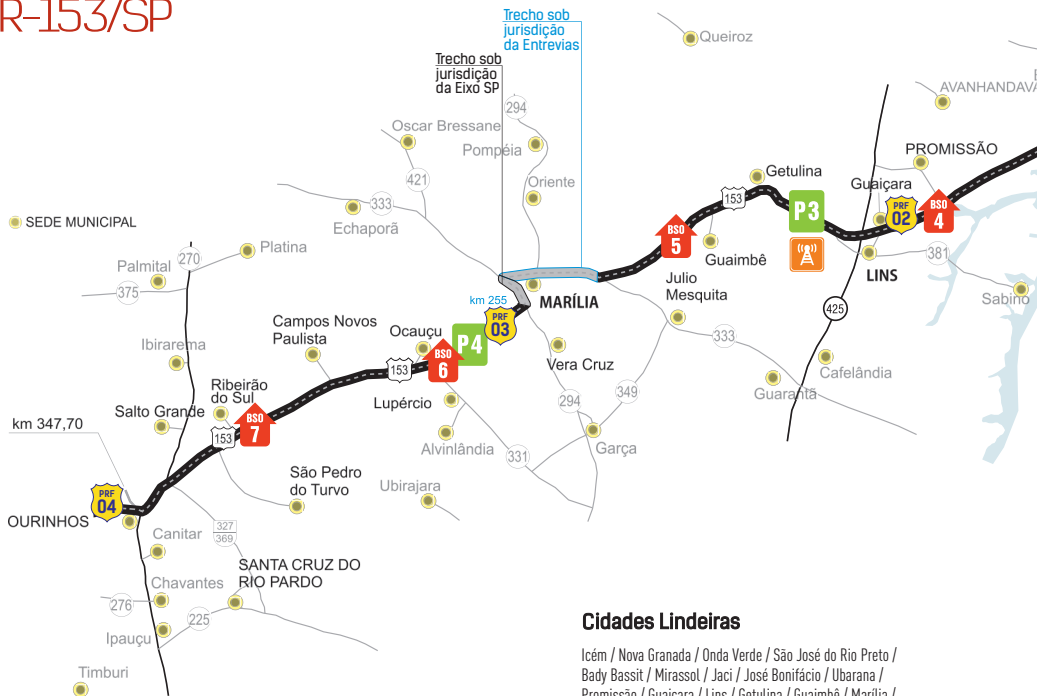 R-153/SP
Trecho sob
jurisdição
da Entrevias
Trecho sob
jurisdição
da Eixo SP
Queiroz
AVANHANDAVA
294
Oscar Bressane
Pompéia
PROMISSÃO
Getulina
421
Oriente
Guaiçara
153
333
P3
PRF
02
BSO
4
SEDE MUNICIPAL
Echaporã
BSO
5
Platina
270
Guaimbê
381
Palmital
375
LINS
Julio
Mesquita
Sabino
km 255
MARÍLIA
425
PRF
03
Campos Novos
Paulista
Ocauçu
P4
333
Ibirarema
BSO
6
153
Vera Cruz
Cafelândia
Guarantã
Ribeirão
do Sul
349
294
Lupércio
Salto Grande
km 347,70
BSO
7
153
Alvinlândia
331
Garça
São Pedro
do Turvo
Ubirajara
PRF
04
OURINHOS
327
369
Canitar
SANTA CRUZ DO
RIO PARDO
Chavantes
276
225
Ipauçu
Timburi
Cidades Lindeiras
Icém / Nova Granada / Onda Verde / São José do Rio Preto /
Bady Bassit / Mirassol / Jaci / José Bonifácio / Ubarana /
Promissão / Guaiçara / Lins / Getulina / Guaimbê / Marília /